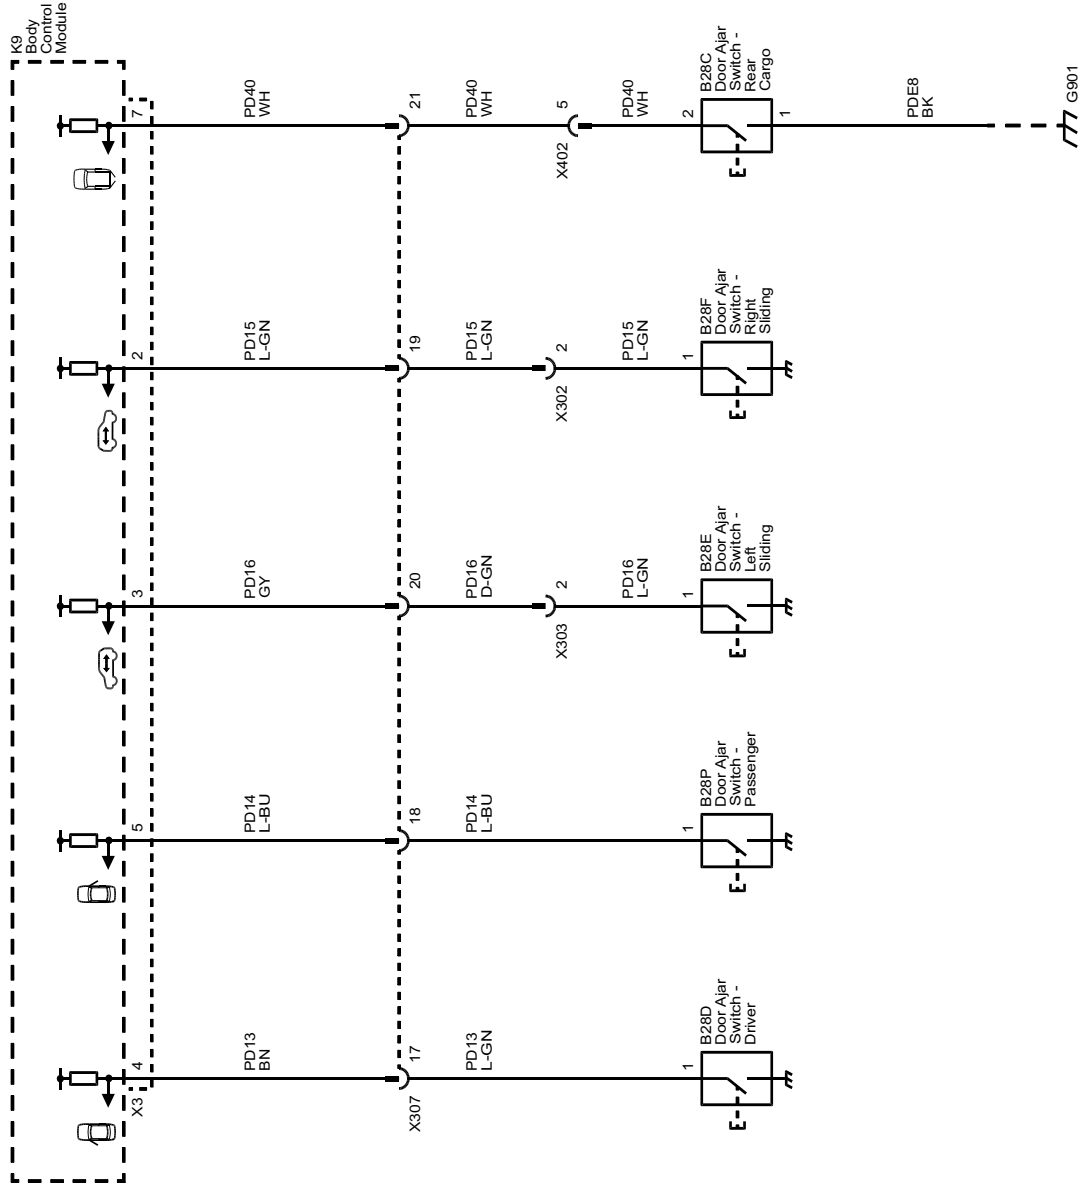 K9
Body
Control
Module
X3
4
5
3
2
7
PD13
BN
PD14
L-BU
PD16
GY
PD15
L-GN
PD40
WH
X307
17
18
20
19
21
PD13
L-GN
PD14
L-BU
PD16
D-GN
PD15
L-GN
PD40
WH
X303
2
X302
2
X402
5
PD16
L-GN
PD15
L-GN
PD40
WH
1
B28D
Door Ajar
Switch -
Driver
1
B28P
Door Ajar
Switch -
Passenger
1
B28E
Door Ajar
Switch -
Left
Sliding
1
B28F
Door Ajar
Switch -
Right
Sliding
2
B28C
Door Ajar
Switch -
Rear
Cargo
1
PDE8
BK
G901